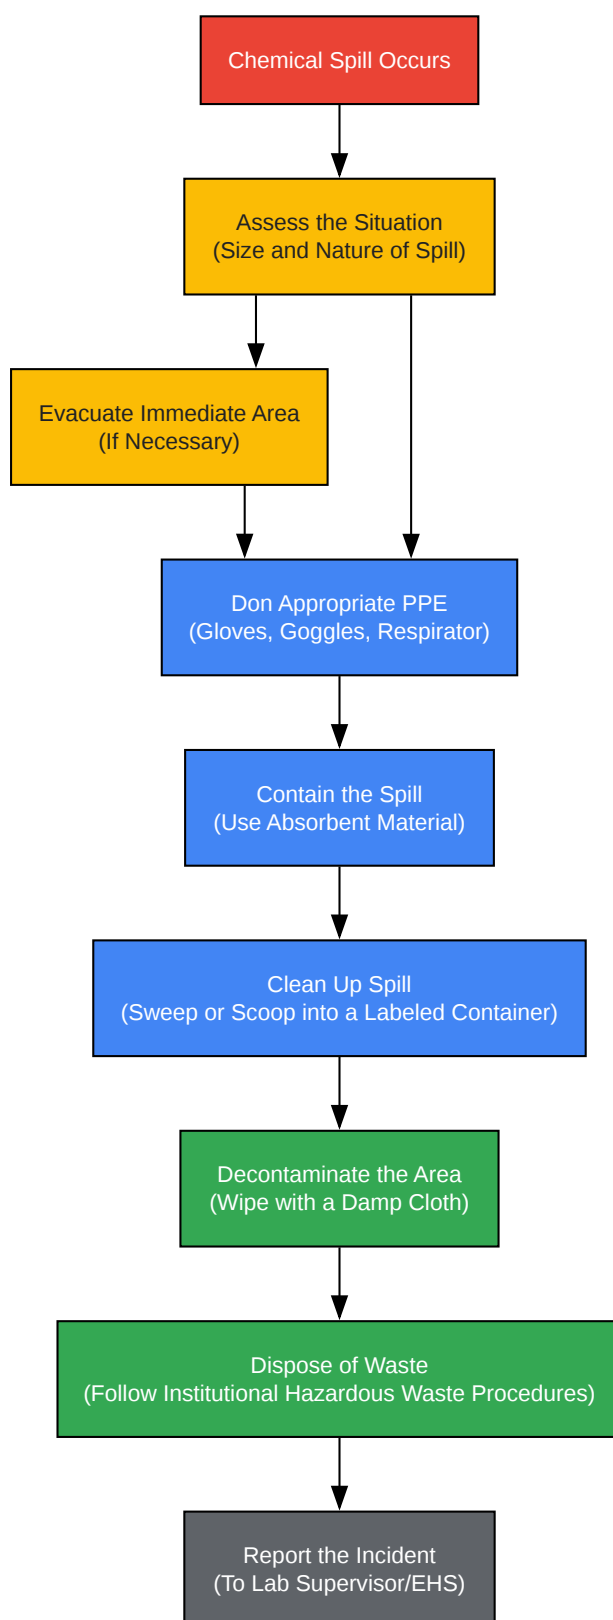 Chemical Spill Occurs
Assess the Situation
(Size and Nature of Spill)
Evacuate Immediate Area
(If Necessary)
Don Appropriate PPE
(Gloves, Goggles, Respirator)
Contain the Spill
(Use Absorbent Material)
Clean Up Spill
(Sweep or Scoop into a Labeled Container)
Decontaminate the Area
(Wipe with a Damp Cloth)
Dispose of Waste
(Follow Institutional Hazardous Waste Procedures)
Report the Incident
(To Lab Supervisor/EHS)